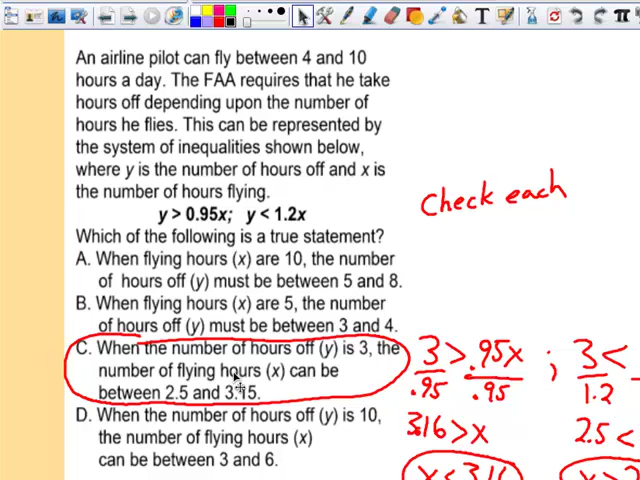 An airline pilot can fly between 4 and 10
hours a day. The FAA requires that he take
hours off depending upon the number of
hours he flies. This can be represented by
the system of inequalities shown below,
where y is the number of hours off and x is
the number of hours flying.
y > 0.95x; y < 1.2x
Which of the following is a true statement?
A. When flying hours (x) are 10, the number
of hours off (y) must be between 5 and 8.
B. When flying hours (x) are 5, the number
of hours off (y) must be between 3 and 4.
C. When the number of hours off (y) is 3, the
number of flying hours (x) can be
between 2.5 and 3.15.
D. When the number of hours off (y) is 10,
the number of flying hours (x)
can be between 3 and 6.
Check each
3 > .95x ; 3 <
.95 .95 1.2
3.16 > x 2.5 <
x < 3.16 x > 2